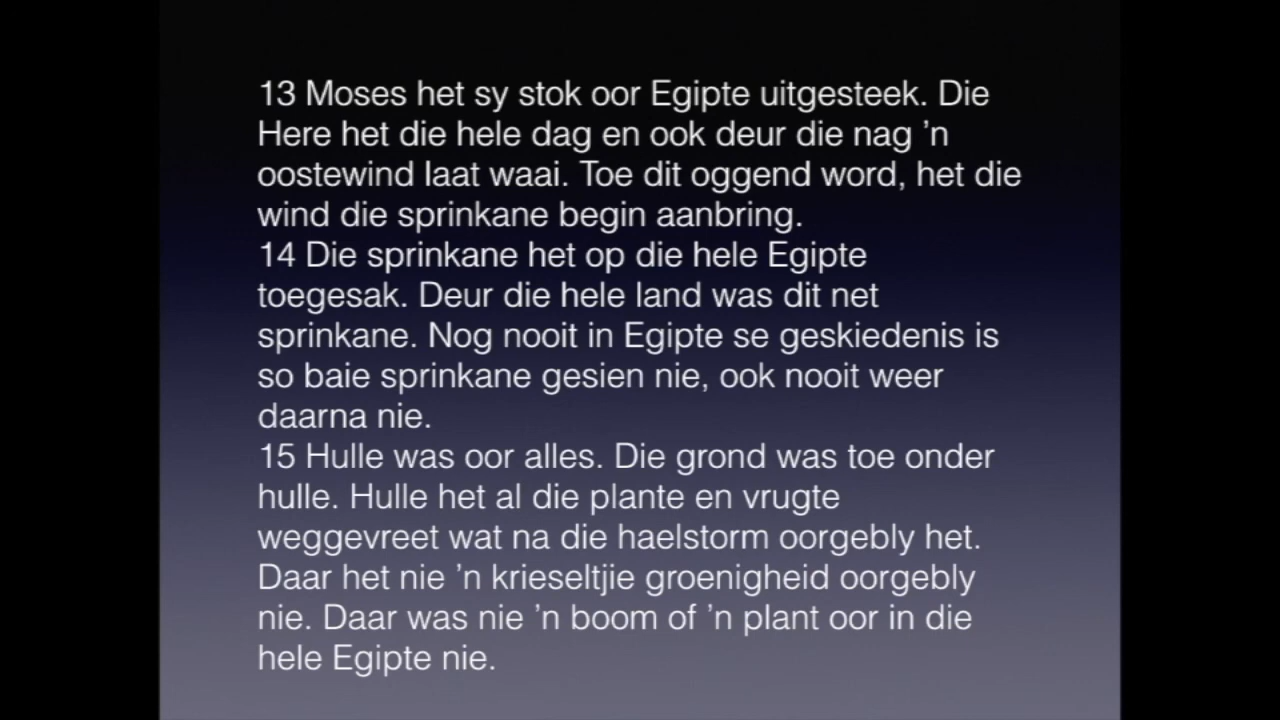 13 Moses het sy stok oor Egipte uitgesteek. Die
Here het die hele dag en ook deur die nag ’n
oostewind laat waai. Toe dit oggend word, het die
wind die sprinkane begin aanbring.
14 Die sprinkane het op die hele Egipte
toegesak. Deur die hele land was dit net
sprinkane. Nog nooit in Egipte se geskiedenis is
so baie sprinkane gesien nie, ook nooit weer
daarna nie.
15 Hulle was oor alles. Die grond was toe onder
hulle. Hulle het al die plante en vrugte
weggevreet wat na die haelstorm oorgebly het.
Daar het nie ’n krieseltjie groenigheid oorgebly
nie. Daar was nie ’n boom of ’n plant oor in die
hele Egipte nie.